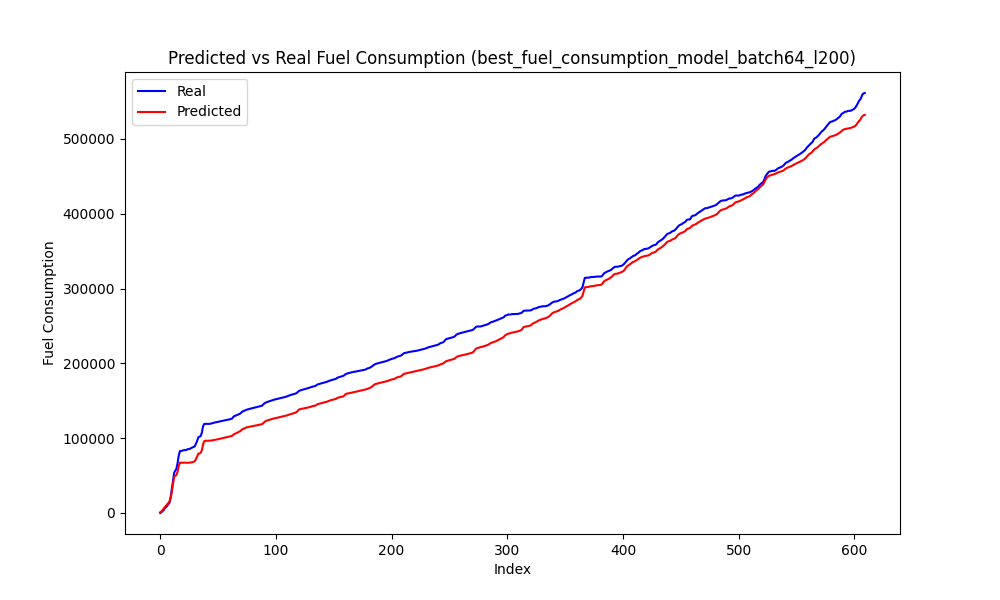 Predicted vs Real Fuel Consumption (best_fuel_consumption_model_batch64_l200)
Real
Predicted
500000
400000
300000
200000
100000
0
Fuel Consumption
0 100 200 300 400 500 600
Index